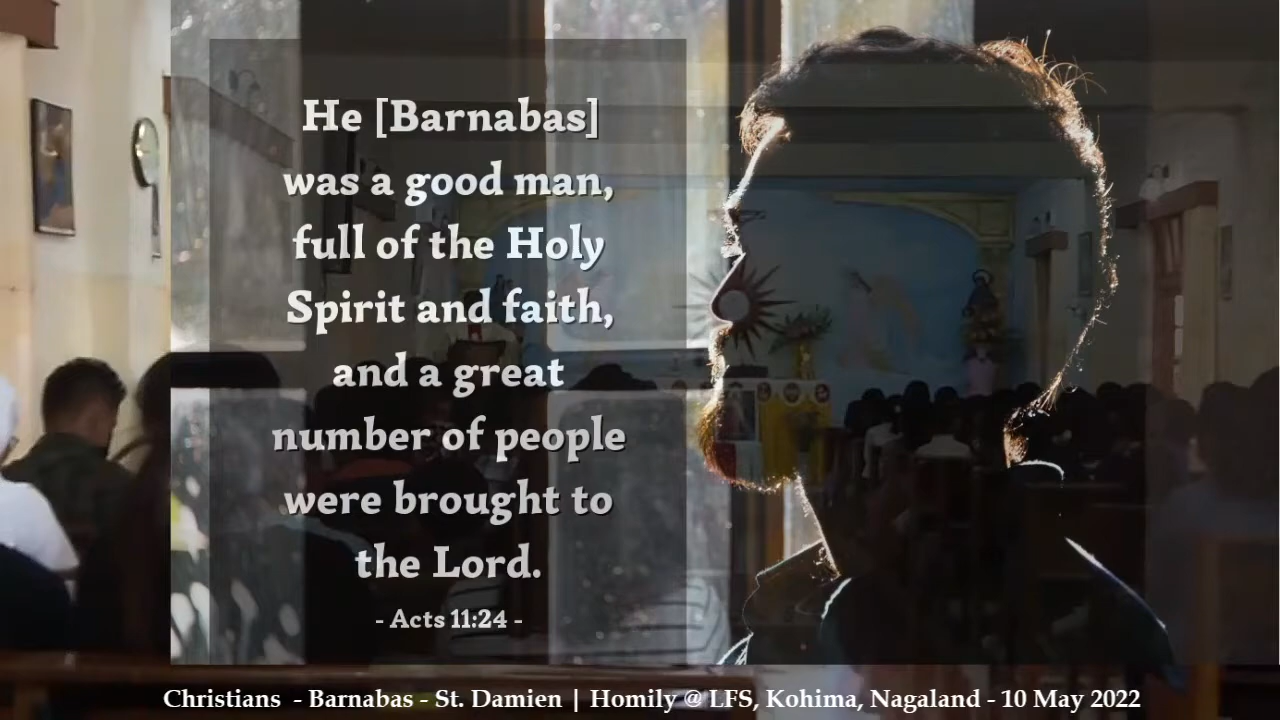 He [Barnabas]
was a good man,
full of the Holy
Spirit and faith,
and a great
number of people
were brought to
the Lord.
- Acts 11:24 -
Christians - Barnabas - St. Damien | Homily @ LFS, Kohima, Nagaland - 10 May 2022